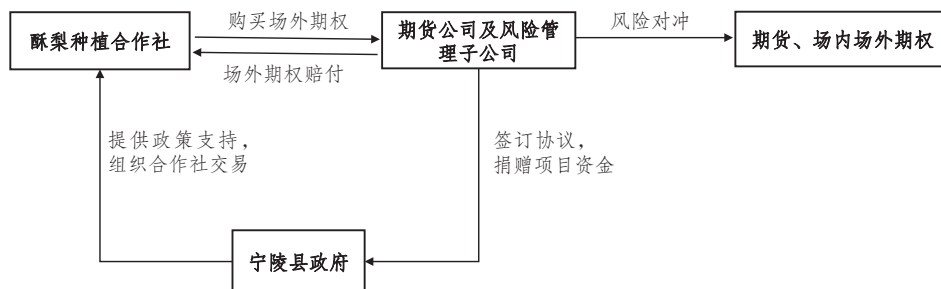 购买场外期权
风险对冲
酥梨种植合作社
期货公司及风险管
理子公司
期货、场内场外期权
场外期权赔付
提供政策支持，
组织合作社交易
签订协议，
捐赠项目资金
宁陵县政府